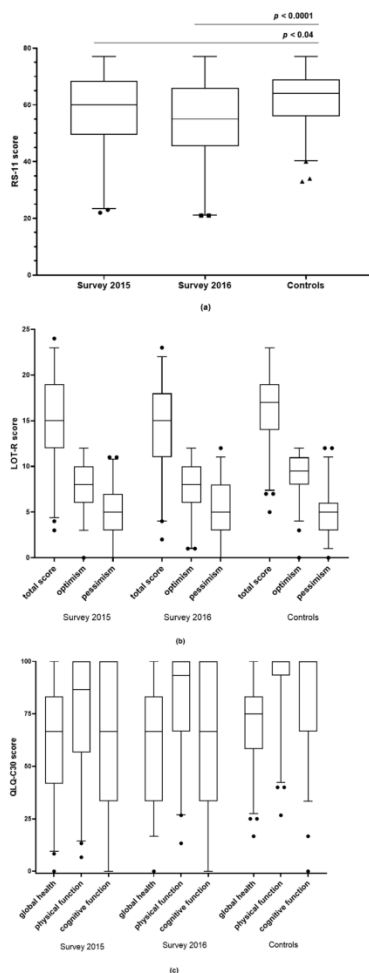 p < 0.0001
p < 0.04
80
60
40
20
0
RS-11 score
Survey 2015 Survey 2016 Controls
(a)
25
20
15
10
5
0
LOT-R score
total score optimism pessimism total score optimism pessimism total score optimism pessimism
Survey 2015 Survey 2016 Controls
(b)
100
75
50
25
0
QLQ-C30 score
global health physical function cognitive function global health physical function cognitive function global health physical function cognitive function
Survey 2015 Survey 2016 Controls
(c)